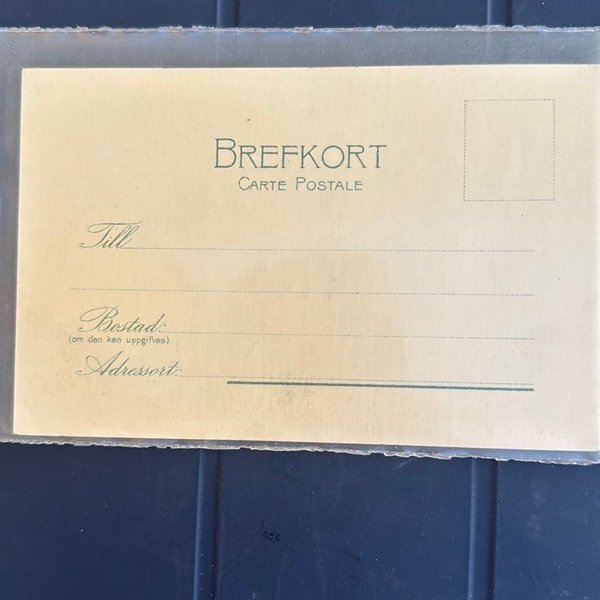 BREFKORT
CARTE POSTALE
Till
Bostad:
(om den kan uppgifvas)
Adressort: